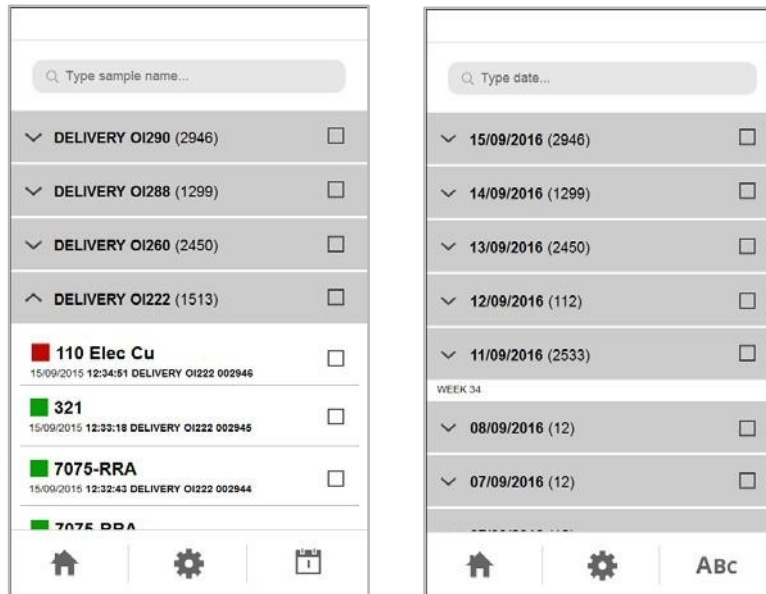 Type sample name...
DELIVERY OI290 (2946)
DELIVERY OI288 (1299)
DELIVERY OI260 (2450)
DELIVERY OI222 (1513)
110 Elec Cu
15/09/2015 12:34:51 DELIVERY OI222 002946
321
15/09/2015 12:33:18 DELIVERY OI222 002945
7075-RRA
15/09/2015 12:32:43 DELIVERY OI222 002944
7075-RRA
Type date...
15/09/2016 (2946)
14/09/2016 (1299)
13/09/2016 (2450)
12/09/2016 (112)
11/09/2016 (2533)
WEEK 34
08/09/2016 (12)
07/09/2016 (12)
ABC